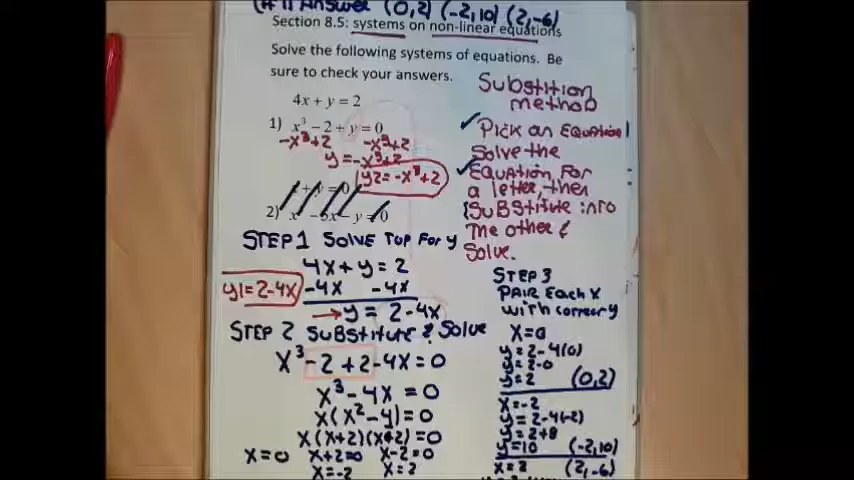 (#1) Answer (0,2) (-2,10) (2,-6)
Section 8.5: systems on non-linear equations
Solve the following systems of equations. Be
sure to check your answers.
4x + y = 2
1) x³ - 2 + y = 0
-x³+2 -x³+2
y = -x³+2
y2 = -x³+2
2)
Substition
method
Pick an Equation
Solve the
Equation, For
a letter, then
Substitute into
the other &
Solve.
STEP 1 SOLVE TOP FOR y
4x + y = 2
-4x -4x
y1 = 2-4x
→ y = 2-4x
STEP 2 Substitute & Solve
x³ -2 + 2 - 4x = 0
x³ - 4x = 0
x(x² - 4) = 0
x(x+2)(x-2) = 0
x=0 x+2=0 x-2=0
x=-2 x=2
STEP 3
PAIR Each x
with correct y
x=0
y = 2-4(0)
y = 2-0
y = 2 (0,2)
x=-2
y = 2-4(-2)
y = 2+8
y = 10 (-2,10)
x=2 (2,-6)